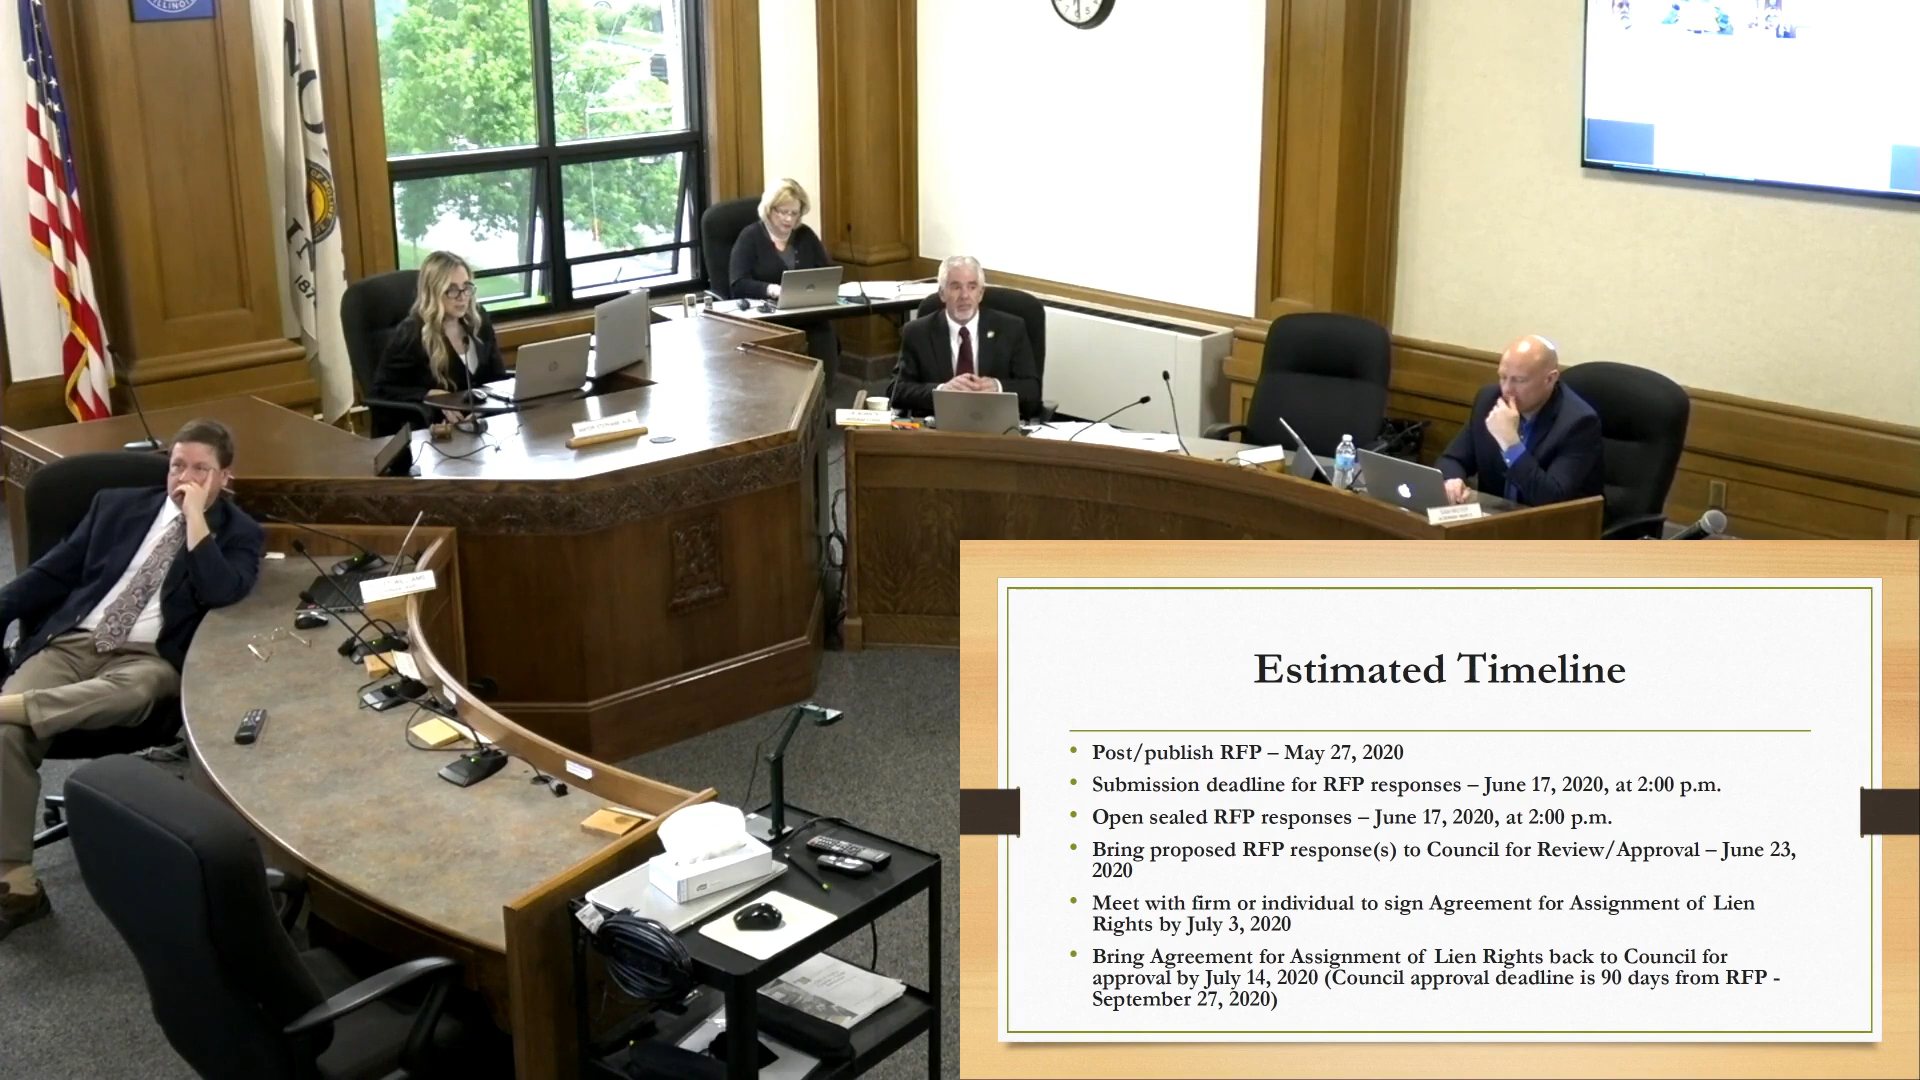 ILLINOIS
OF MOLINE
187
Estimated Timeline
• Post/publish RFP – May 27, 2020
• Submission deadline for RFP responses – June 17, 2020, at 2:00 p.m.
• Open sealed RFP responses – June 17, 2020, at 2:00 p.m.
• Bring proposed RFP response(s) to Council for Review/Approval – June 23,
2020
• Meet with firm or individual to sign Agreement for Assignment of Lien
Rights by July 3, 2020
• Bring Agreement for Assignment of Lien Rights back to Council for
approval by July 14, 2020 (Council approval deadline is 90 days from RFP -
September 27, 2020)